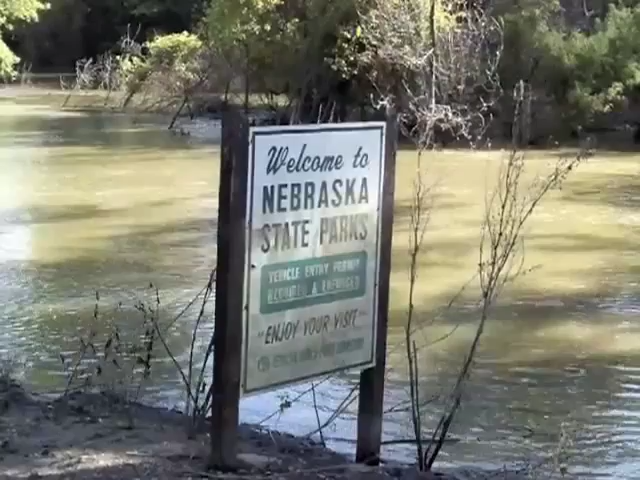 Welcome to
NEBRASKA
STATE PARKS
VEHICLE ENTRY PERMIT
REQUIRED & ENFORCED
"ENJOY YOUR VISIT"